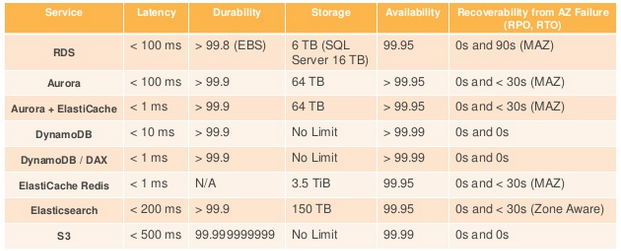 Service Latency Durability Storage Availability Recoverability from AZ Failure
(RPO, RTO)
RDS < 100 ms > 99.8 (EBS) 6 TB (SQL 99.95 0s and 90s (MAZ)
Server 16 TB)
Aurora < 100 ms > 99.9 64 TB > 99.95 0s and < 30s (MAZ)
Aurora + ElastiCache < 1 ms > 99.9 64 TB > 99.95 0s and < 30s (MAZ)
DynamoDB < 10 ms > 99.9 No Limit > 99.99 0s and 0s
DynamoDB / DAX < 1 ms > 99.9 No Limit > 99.99 0s and 0s
ElastiCache Redis < 1 ms N/A 3.5 TiB 99.95 0s and < 30s (MAZ)
Elasticsearch < 200 ms > 99.9 150 TB 99.95 0s and < 30s (Zone Aware)
S3 < 500 ms 99.999999999 No Limit 99.99 0s and 0s